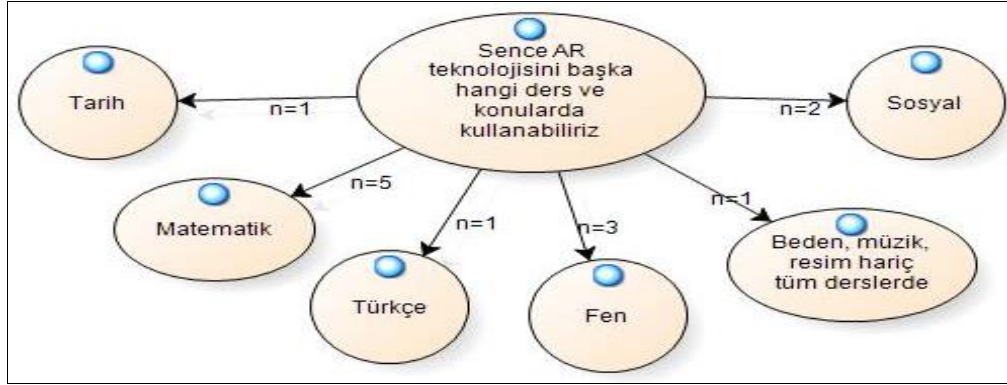 Sence AR
teknolojisini başka
hangi ders ve
konularda
kullanabiliriz
Tarih
n=1
n=2
Sosyal
n=5
Matematik
n=1
Türkçe
n=3
Fen
n=1
Beden, müzik,
resim hariç
tüm derslerde